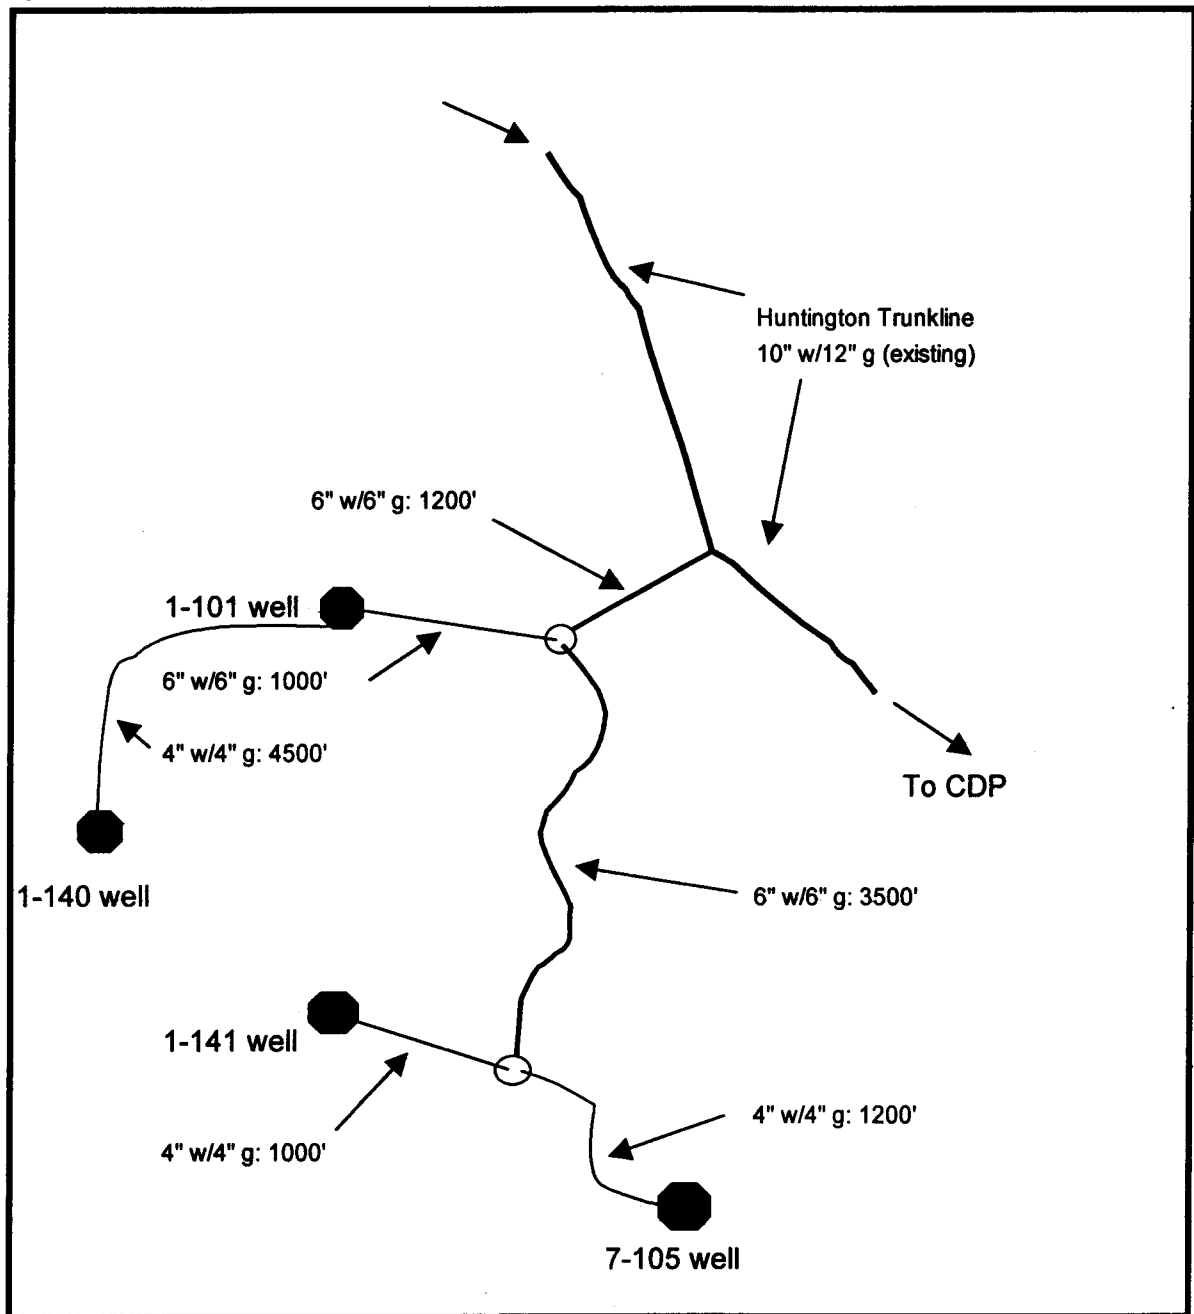 Huntington Trunkline
10" w/12" g (existing)
6" w/6" g: 1200'
1-101 well
6" w/6" g: 1000'
4" w/4" g: 4500'
To CDP
1-140 well
6" w/6" g: 3500'
1-141 well
4" w/4" g: 1200'
4" w/4" g: 1000'
7-105 well